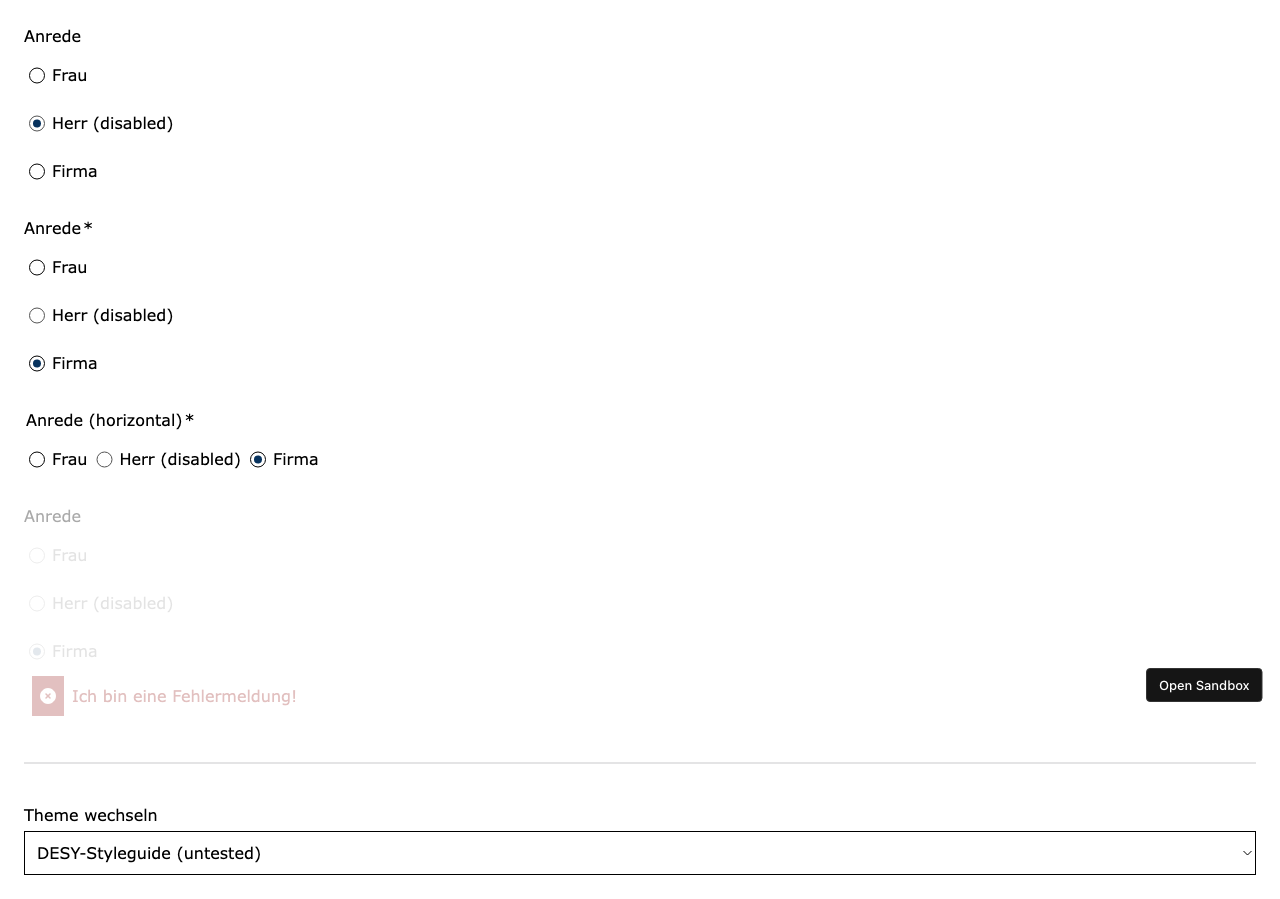 Anrede
Frau
Herr (disabled)
Firma
Anrede*
Frau
Herr (disabled)
Firma
Anrede (horizontal)*
Frau Herr (disabled) Firma
Anrede
Frau
Herr (disabled)
Firma
Ich bin eine Fehlermeldung!
Open Sandbox
Theme wechseln
DESY-Styleguide (untested)